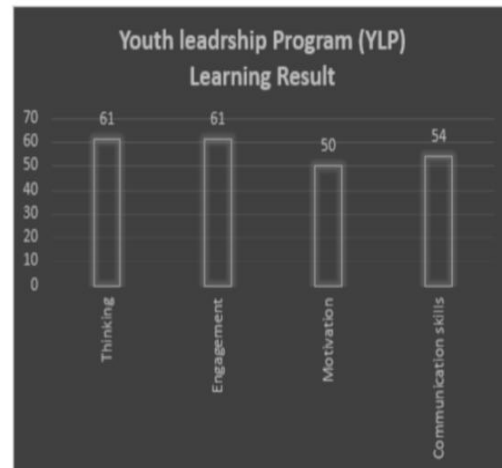 Youth leadrship Program (YLP)
Learning Result
70
60
50
40
30
20
10
0
61
61
50
54
Thinking
Engagement
Motivation
Communication skills